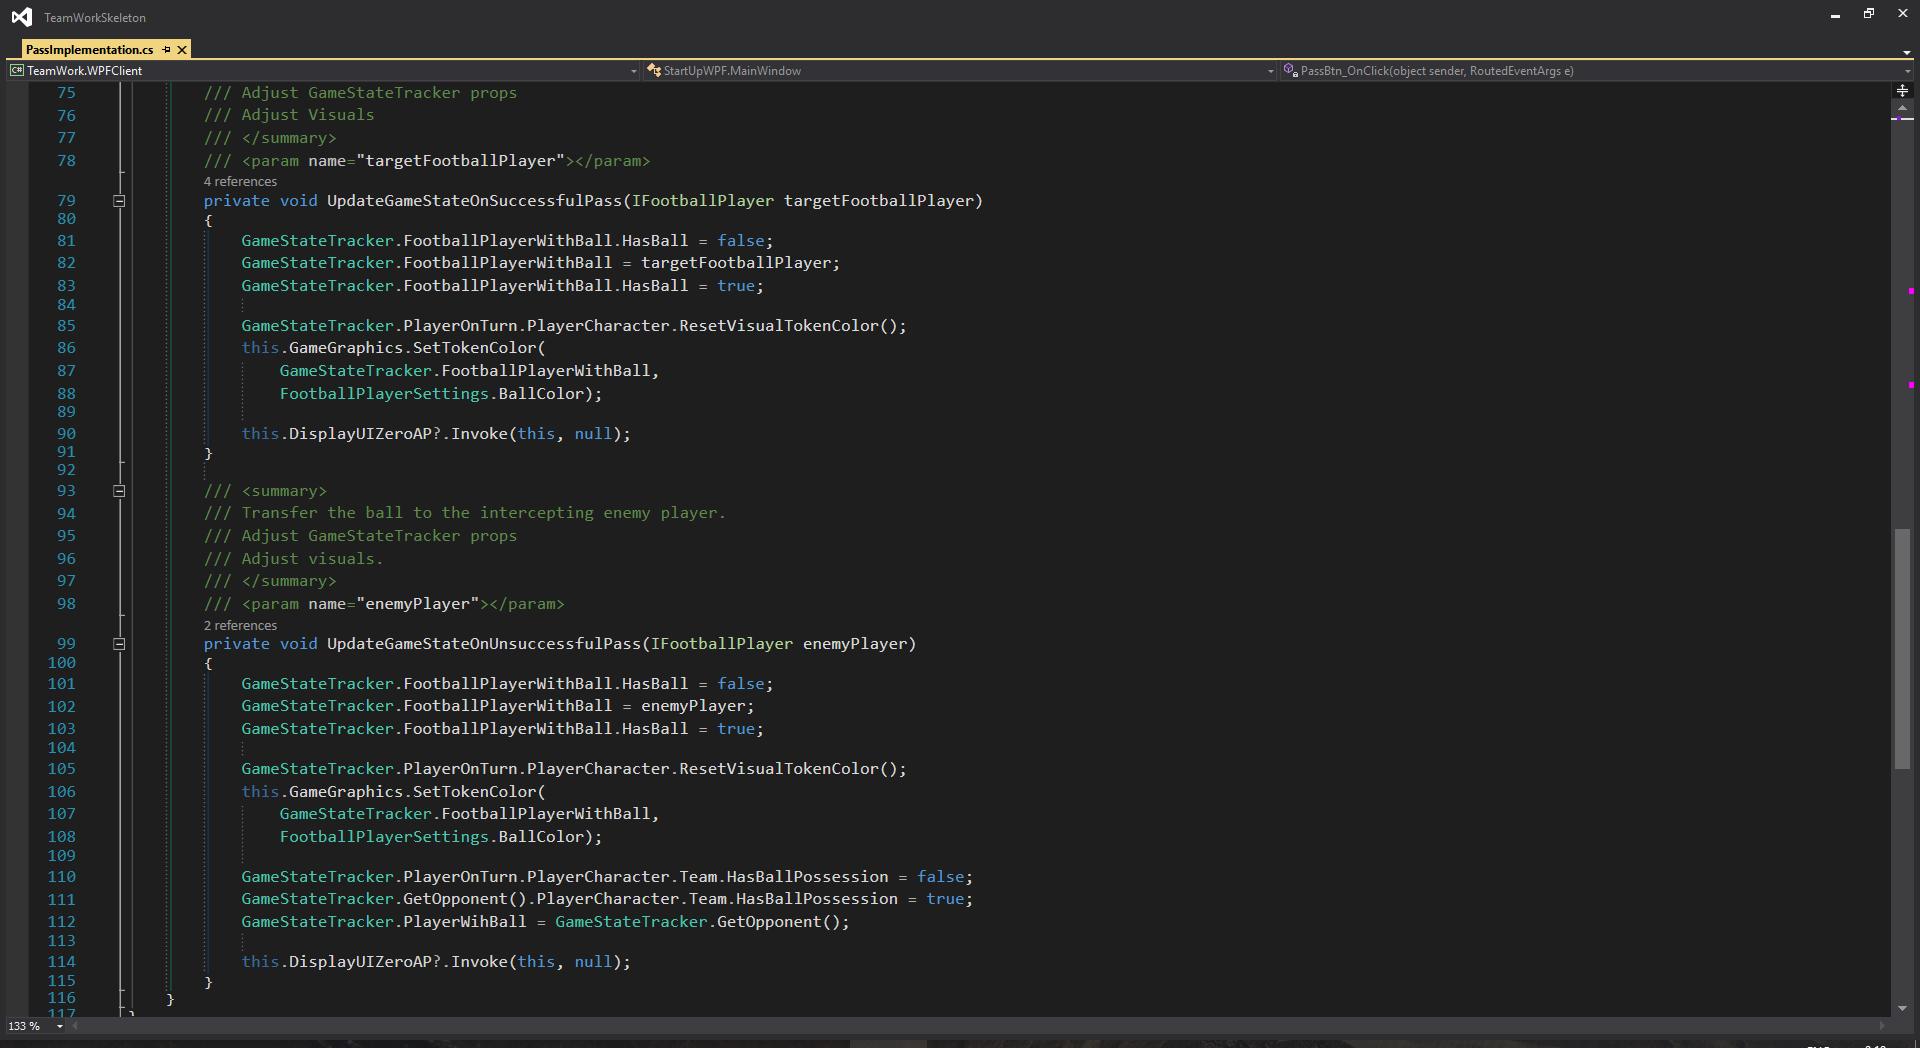 TeamWorkSkeleton
PassImplementation.cs
C# TeamWork.WPFClient StartUpWPF.MainWindow PassBtn_OnClick(object sender, RoutedEventArgs e)
75 /// Adjust GameStateTracker props
76 /// Adjust Visuals
77 /// </summary>
78 /// <param name="targetFootballPlayer"></param>
4 references
79 private void UpdateGameStateOnSuccessfulPass(IFootballPlayer targetFootballPlayer)
80 {
81 GameStateTracker.FootballPlayerWithBall.HasBall = false;
82 GameStateTracker.FootballPlayerWithBall = targetFootballPlayer;
83 GameStateTracker.FootballPlayerWithBall.HasBall = true;
84
85 GameStateTracker.PlayerOnTurn.PlayerCharacter.ResetVisualTokenColor();
86 this.GameGraphics.SetTokenColor(
87 GameStateTracker.FootballPlayerWithBall,
88 FootballPlayerSettings.BallColor);
89
90 this.DisplayUIZeroAP?.Invoke(this, null);
91 }
92
93 /// <summary>
94 /// Transfer the ball to the intercepting enemy player.
95 /// Adjust GameStateTracker props
96 /// Adjust visuals.
97 /// </summary>
98 /// <param name="enemyPlayer"></param>
2 references
99 private void UpdateGameStateOnUnsuccessfulPass(IFootballPlayer enemyPlayer)
100 {
101 GameStateTracker.FootballPlayerWithBall.HasBall = false;
102 GameStateTracker.FootballPlayerWithBall = enemyPlayer;
103 GameStateTracker.FootballPlayerWithBall.HasBall = true;
104
105 GameStateTracker.PlayerOnTurn.PlayerCharacter.ResetVisualTokenColor();
106 this.GameGraphics.SetTokenColor(
107 GameStateTracker.FootballPlayerWithBall,
108 FootballPlayerSettings.BallColor);
109
110 GameStateTracker.PlayerOnTurn.PlayerCharacter.Team.HasBallPossession = false;
111 GameStateTracker.GetOpponent().PlayerCharacter.Team.HasBallPossession = true;
112 GameStateTracker.PlayerWihBall = GameStateTracker.GetOpponent();
113
114 this.DisplayUIZeroAP?.Invoke(this, null);
115 }
116 }
117 }
133 %